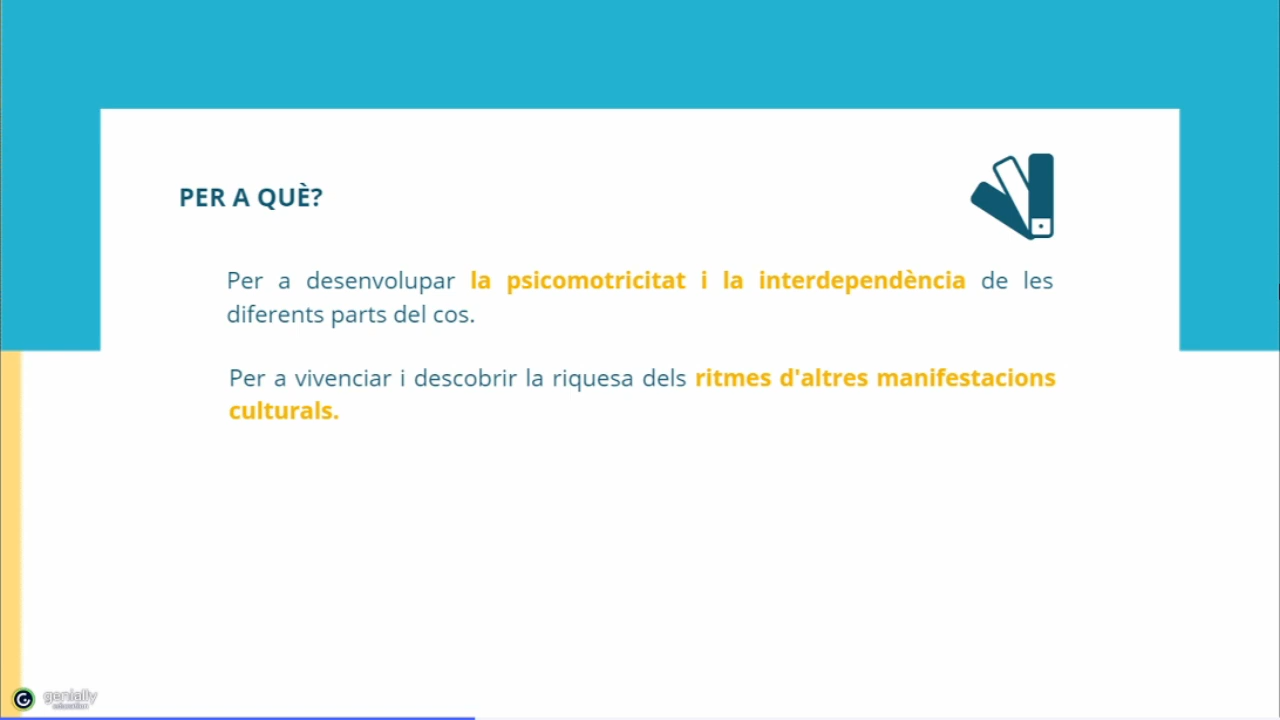 PER A QUÈ?
Per a desenvolupar la psicomotricitat i la interdependència de les
diferents parts del cos.
Per a vivenciar i descobrir la riquesa dels ritmes d'altres manifestacions
culturals.
genially
education